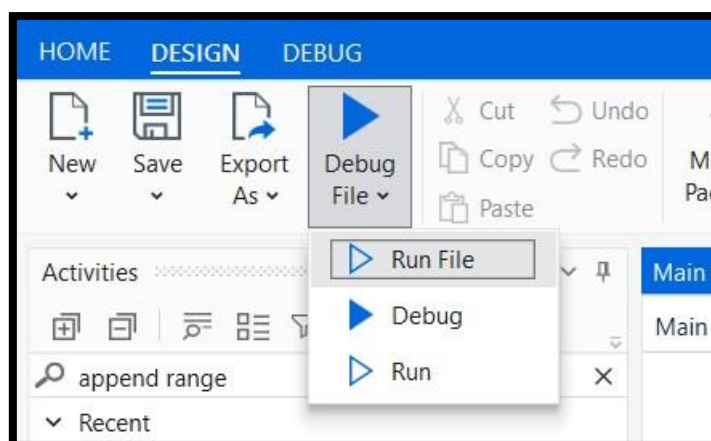 HOME DESIGN DEBUG
New Save Export As Debug File
Cut Undo
Copy Redo
Paste
Run File
Debug
Run
Activities
append range
Recent
Main
Main